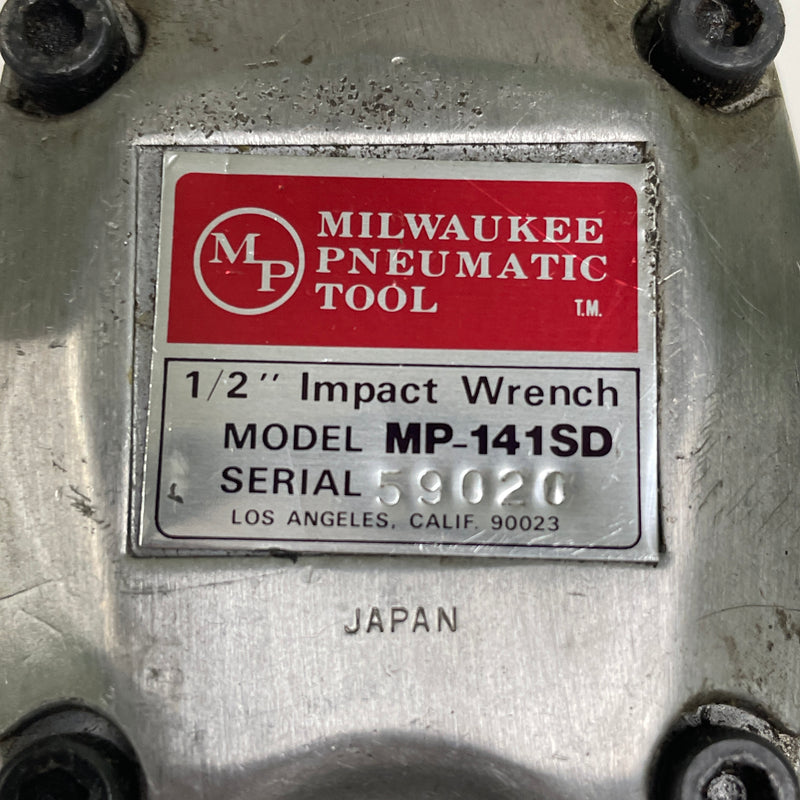 MP
MILWAUKEE
PNEUMATIC
TOOL
T.M.
1/2" Impact Wrench
MODEL MP-141SD
SERIAL 59020
LOS ANGELES, CALIF. 90023
JAPAN